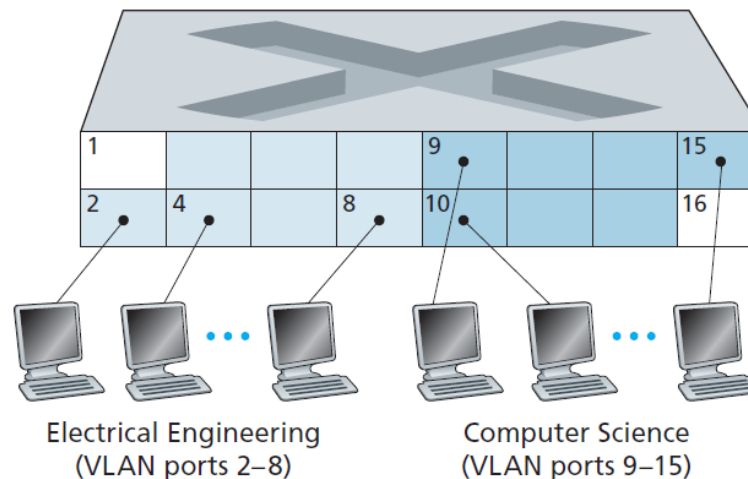 1 9 15
2 4 8 10 16
Electrical Engineering
(VLAN ports 2–8)
Computer Science
(VLAN ports 9–15)